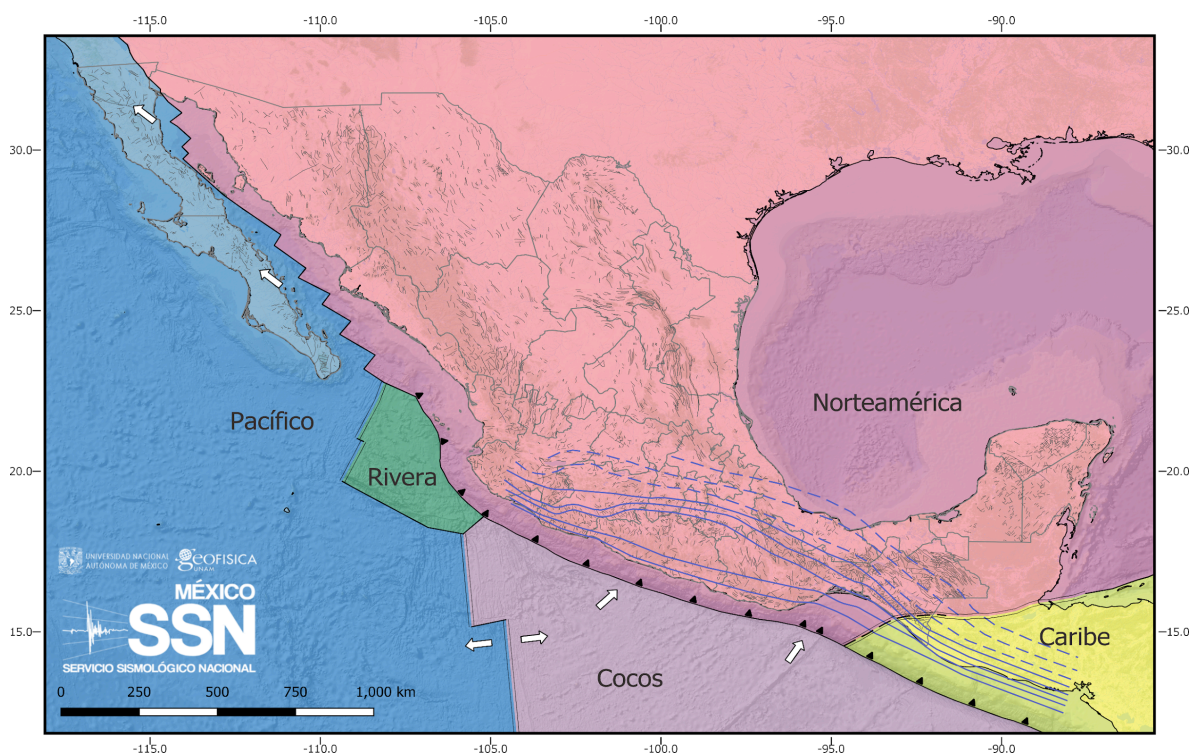 -115.0
-110.0
-105.0
-100.0
-95.0
-90.0
30.0
30.0
25.0
25.0
Norteamérica
Pacífico
20.0
Rivera
20.0
UNIVERSIDAD NACIONAL
AUTÓNOMA DE MÉXICO
GEOFISICA
UNAM
MÉXICO
SSN
SERVICIO SISMOLÓGICO NACIONAL
15.0
15.0
Caribe
Cocos
0
250
500
750
1,000 km
-115.0
-110.0
-105.0
-100.0
-95.0
-90.0